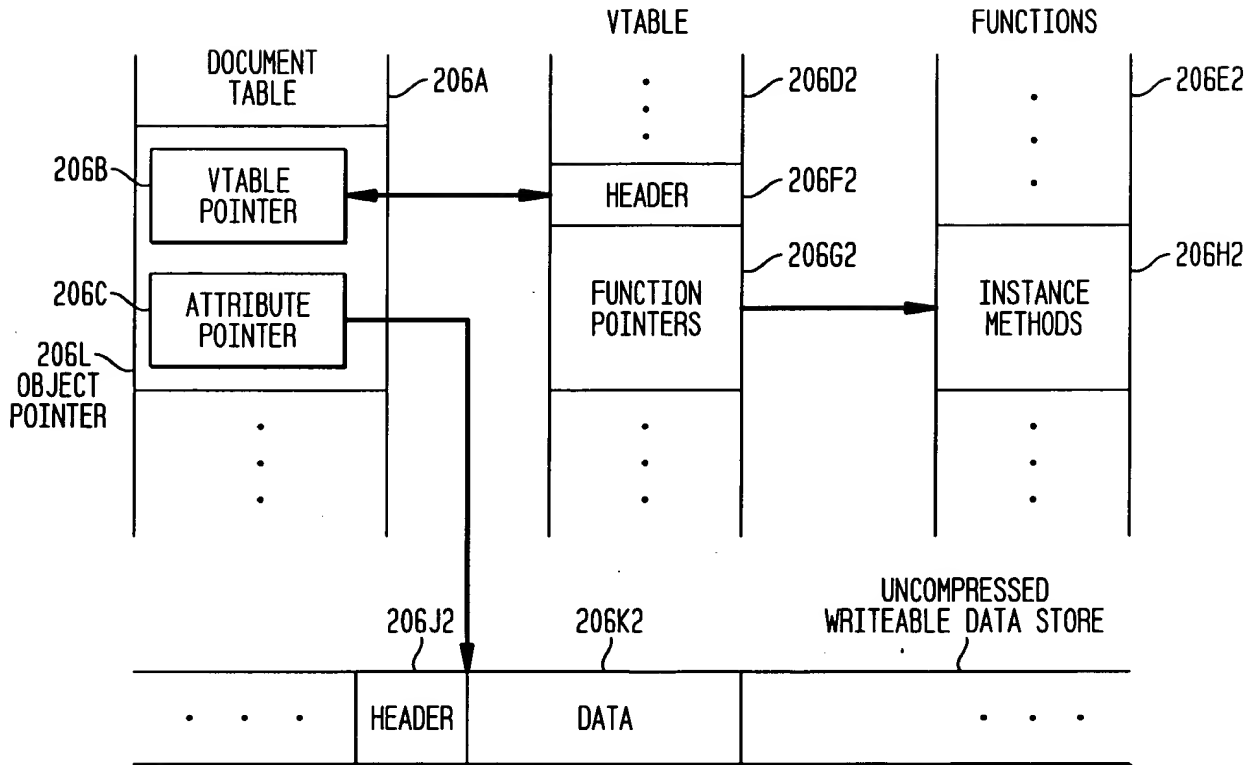 VTABLE
FUNCTIONS
DOCUMENT
TABLE
206A
206D2
206E2
206B
VTABLE
POINTER
HEADER
206F2
206C
ATTRIBUTE
POINTER
FUNCTION
POINTERS
206G2
INSTANCE
METHODS
206H2
206L
OBJECT
POINTER
206J2
206K2
UNCOMPRESSED
WRITEABLE DATA STORE
HEADER
DATA